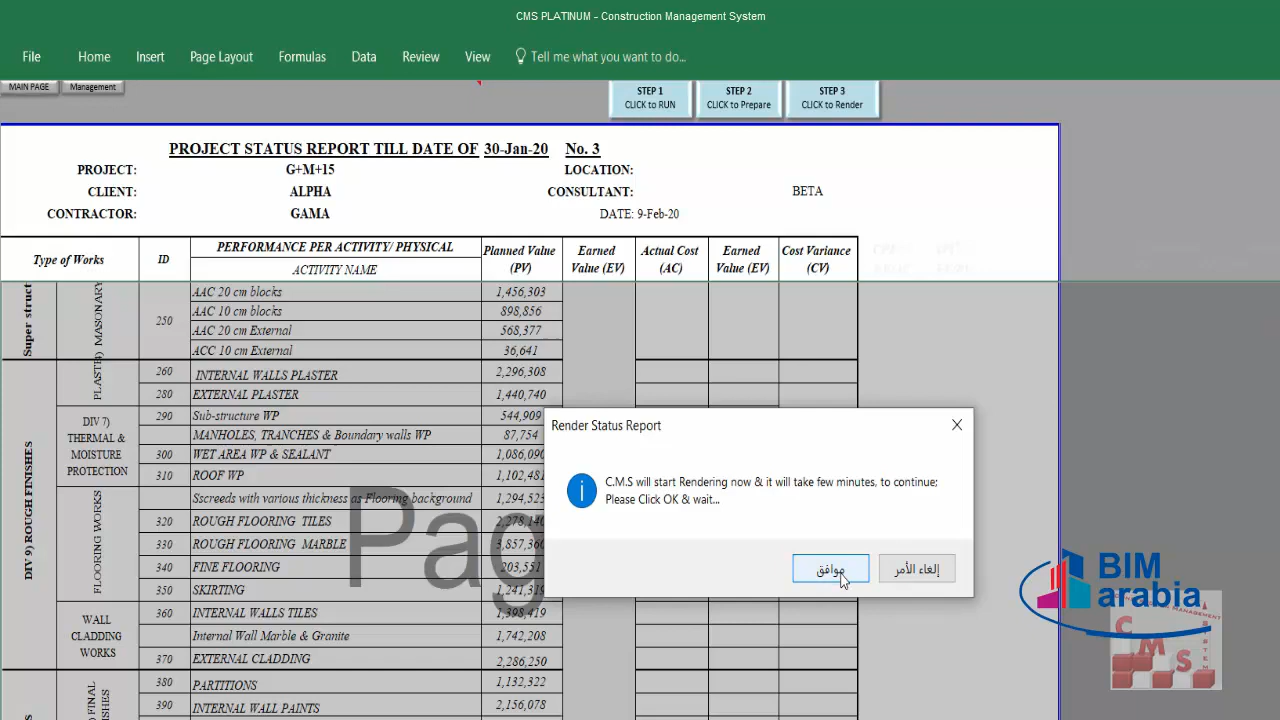 CMS PLATINUM - Construction Management System
File Home Insert Page Layout Formulas Data Review View Tell me what you want to do...
MAIN PAGE Management
STEP 1 STEP 2 STEP 3
CLICK to RUN CLICK to Prepare CLICK to Render
PROJECT STATUS REPORT TILL DATE OF 30-Jan-20 No. 3
PROJECT: G+M+15 LOCATION:
CLIENT: ALPHA CONSULTANT: BETA
CONTRACTOR: GAMA DATE: 9-Feb-20
Type of Works ID PERFORMANCE PER ACTIVITY/ PHYSICAL Planned Value Earned Actual Cost Earned Cost Variance
ACTIVITY NAME (PV) Value (EV) (AC) Value (EV) (CV)
Super struct
MASONARY
250
AAC 20 cm blocks 1,456,303
AAC 10 cm blocks 898,856
AAC 20 cm External 568,377
ACC 10 cm External 36,641
DIV 9) ROUGH FINISHES
260 INTERNAL WALLS PLASTER 2,296,308
280 EXTERNAL PLASTER 1,440,740
DIV 7)
THERMAL &
MOISTURE
PROTECTION
290 Sub-structure WP 544,909
MANHOLES, TRANCHES & Boundary walls WP 87,754
300 WET AREA WP & SEALANT 1,086,090
310 ROOF WP 1,102,481
FLOORING WORKS
Sscreeds with various thickness as Flooring background 1,294,523
320 ROUGH FLOORING TILES 2,278,140
330 ROUGH FLOORING MARBLE 3,857,360
340 FINE FLOORING 203,551
350 SKIRTING 1,241,319
WALL
CLADDING
WORKS
360 INTERNAL WALLS TILES 1,398,419
Internal Wall Marble & Granite 1,742,208
370 EXTERNAL CLADDING 2,286,250
380 PARTITIONS 1,132,322
390 INTERNAL WALL PAINTS 2,156,078
Pag
Render Status Report
C.M.S will start Rendering now & it will take few minutes, to continue;
Please Click OK & wait...
موافق إلغاء الأمر
BIM
arabia
CMS